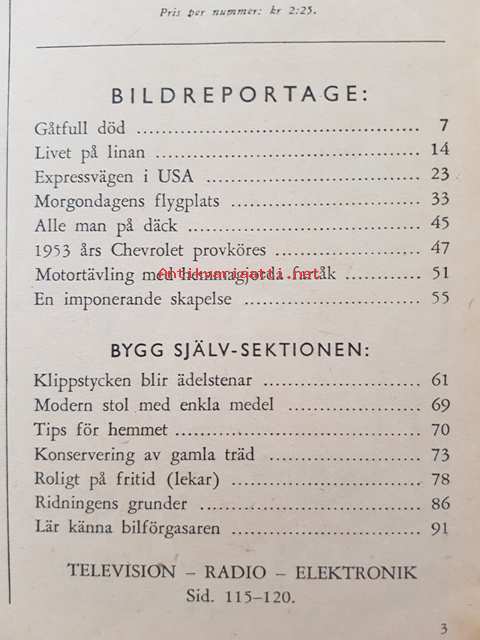 Pris per nummer: kr 2:25.
BILDREPORTAGE:
Gåtfull död ........................................ 7
Livet på linan ........................................ 14
Expressvägen i USA ................................ 23
Morgondagens flygplats ............................ 33
Alle man på däck .................................. 45
1953 års Chevrolet provköres ...................... 47
Motortävling med hemmagjorda fartåk ............ 51
Antikvariaatti.net
En imponerande skapelse .......................... 55
BYGG SJÄLV-SEKTIONEN:
Klippstycken blir ädelstenar ...................... 61
Modern stol med enkla medel .................... 69
Tips för hemmet .................................. 70
Konservering av gamla träd ...................... 73
Roligt på fritid (lekar) ............................ 78
Ridningens grunder ................................ 86
Lär känna bilförgasaren .......................... 91
TELEVISION – RADIO – ELEKTRONIK
Sid. 115–120.
3